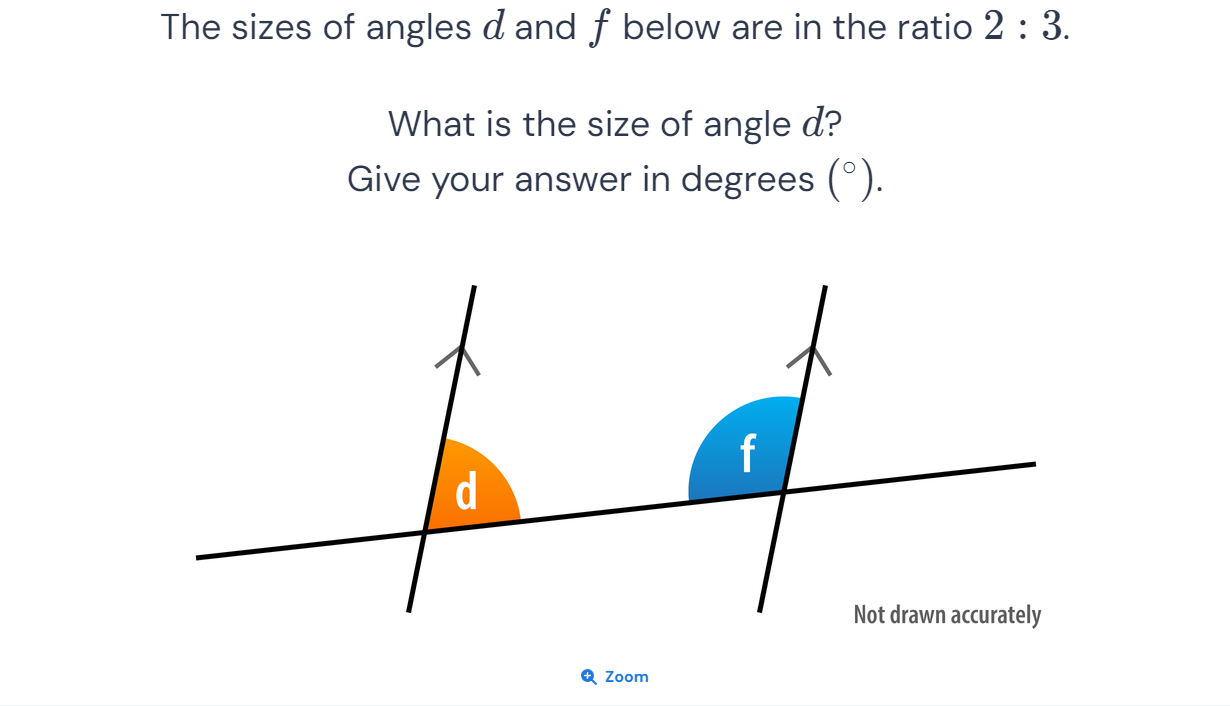 The sizes of angles d and f below are in the ratio 2 : 3.
What is the size of angle d?
Give your answer in degrees (°).
d
f
Not drawn accurately
Zoom